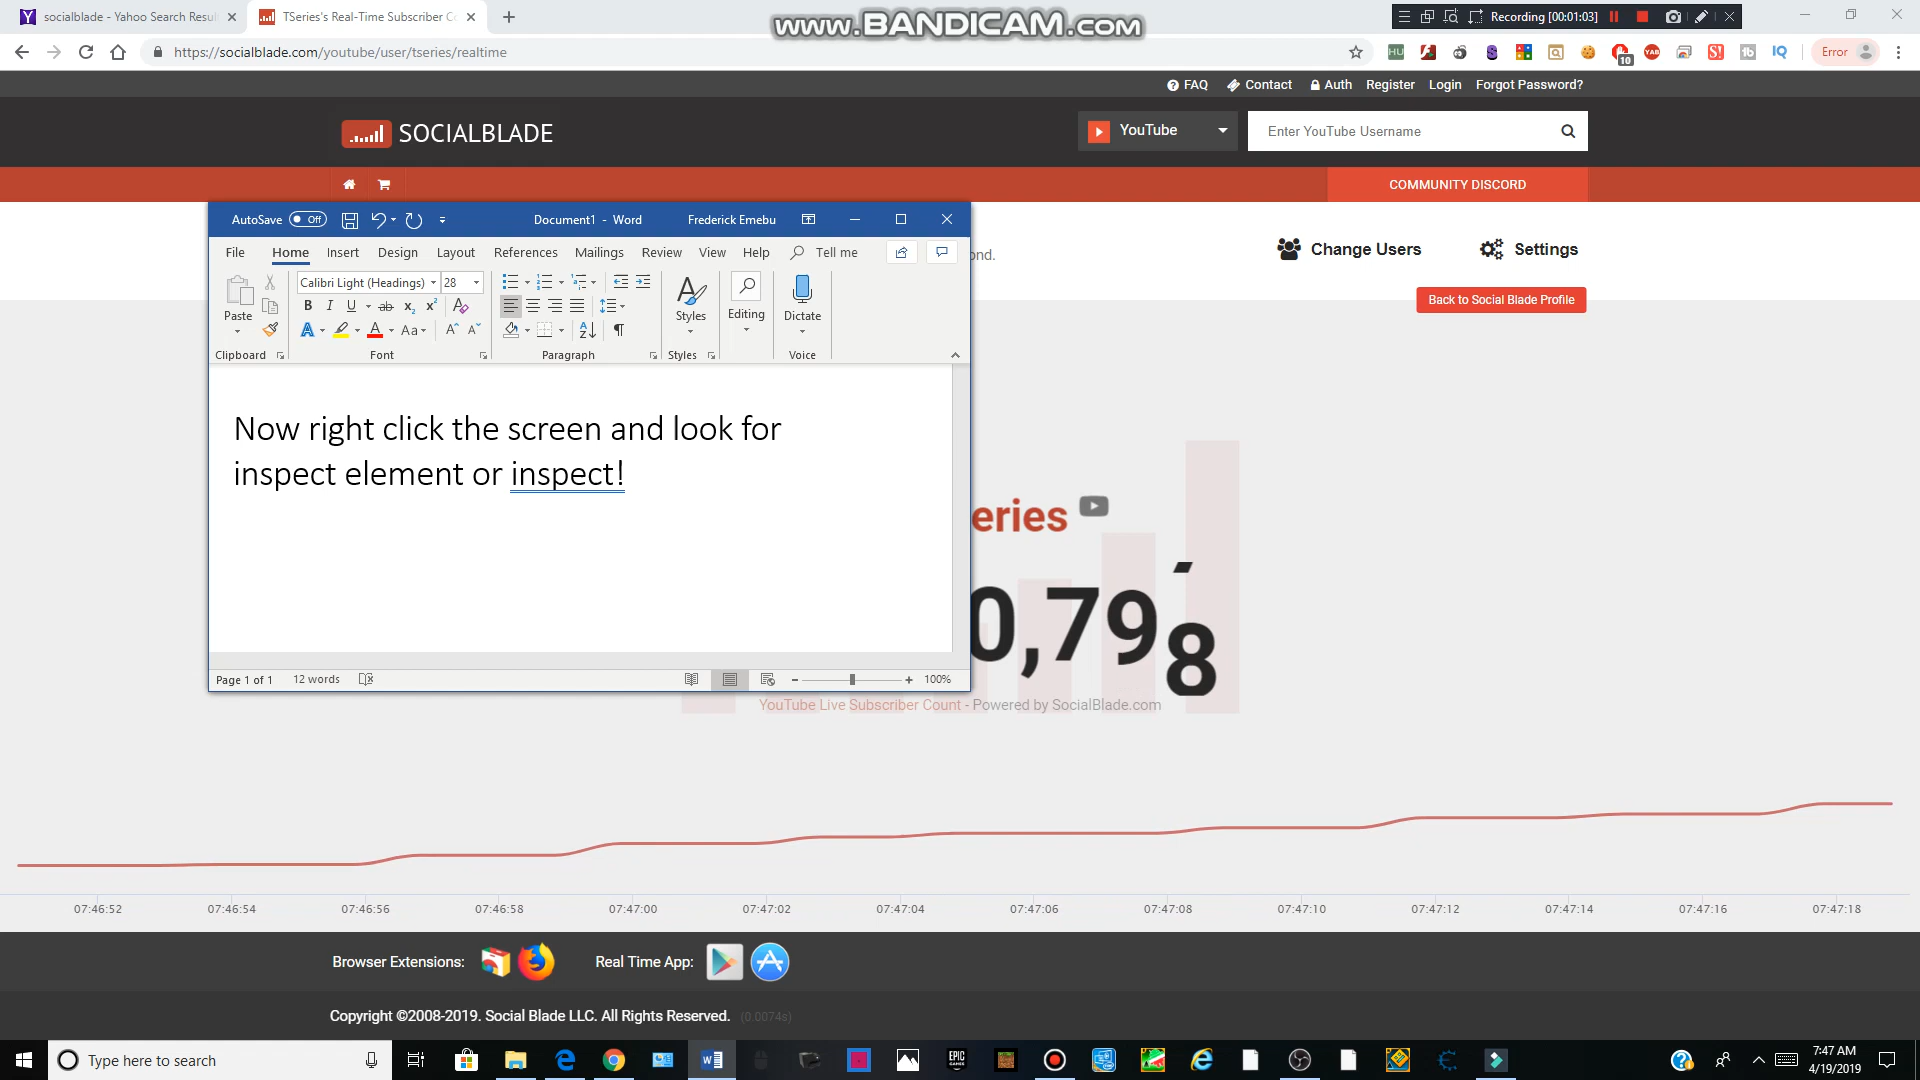 socialblade - Yahoo Search Resul
TSeries's Real-Time Subscriber C
www.BANDICAM.com
Recording [00:01:03]
https://socialblade.com/youtube/user/tseries/realtime
10
Error
FAQ
Contact
Auth
Register
Login
Forgot Password?
SOCIALBLADE
YouTube
Enter YouTube Username
COMMUNITY DISCORD
AutoSave
Off
Document1 - Word
Frederick Emebu
File
Home
Insert
Design
Layout
References
Mailings
Review
View
Help
Tell me
ond.
Change Users
Settings
Back to Social Blade Profile
Paste
Calibri Light (Headings)
28
Styles
Editing
Dictate
Clipboard
Font
Paragraph
Styles
Voice
Now right click the screen and look for
inspect element or inspect!
eries
0,798
Page 1 of 1
12 words
100%
YouTube Live Subscriber Count - Powered by SocialBlade.com
07:46:52
07:46:54
07:46:56
07:46:58
07:47:00
07:47:02
07:47:04
07:47:06
07:47:08
07:47:10
07:47:12
07:47:14
07:47:16
07:47:18
Browser Extensions:
Real Time App:
Copyright ©2008-2019. Social Blade LLC. All Rights Reserved.
(0.0074s)
Type here to search
EPIC
7:47 AM
4/19/2019